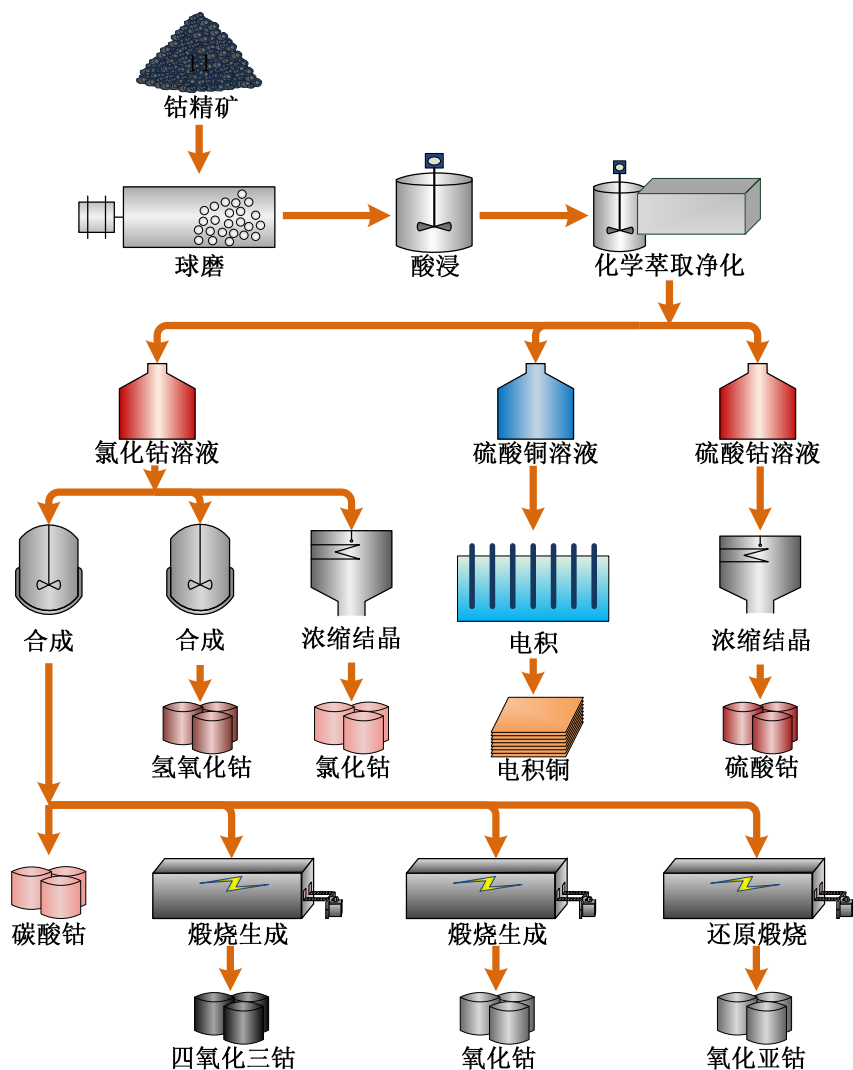 钴精矿
球磨
酸浸
化学萃取净化
氯化钴溶液
硫酸铜溶液
硫酸钴溶液
合成
合成
浓缩结晶
电积
浓缩结晶
氢氧化钴
氯化钴
电积铜
硫酸钴
碳酸钴
煅烧生成
煅烧生成
还原煅烧
四氧化三钴
氧化钴
氧化亚钴